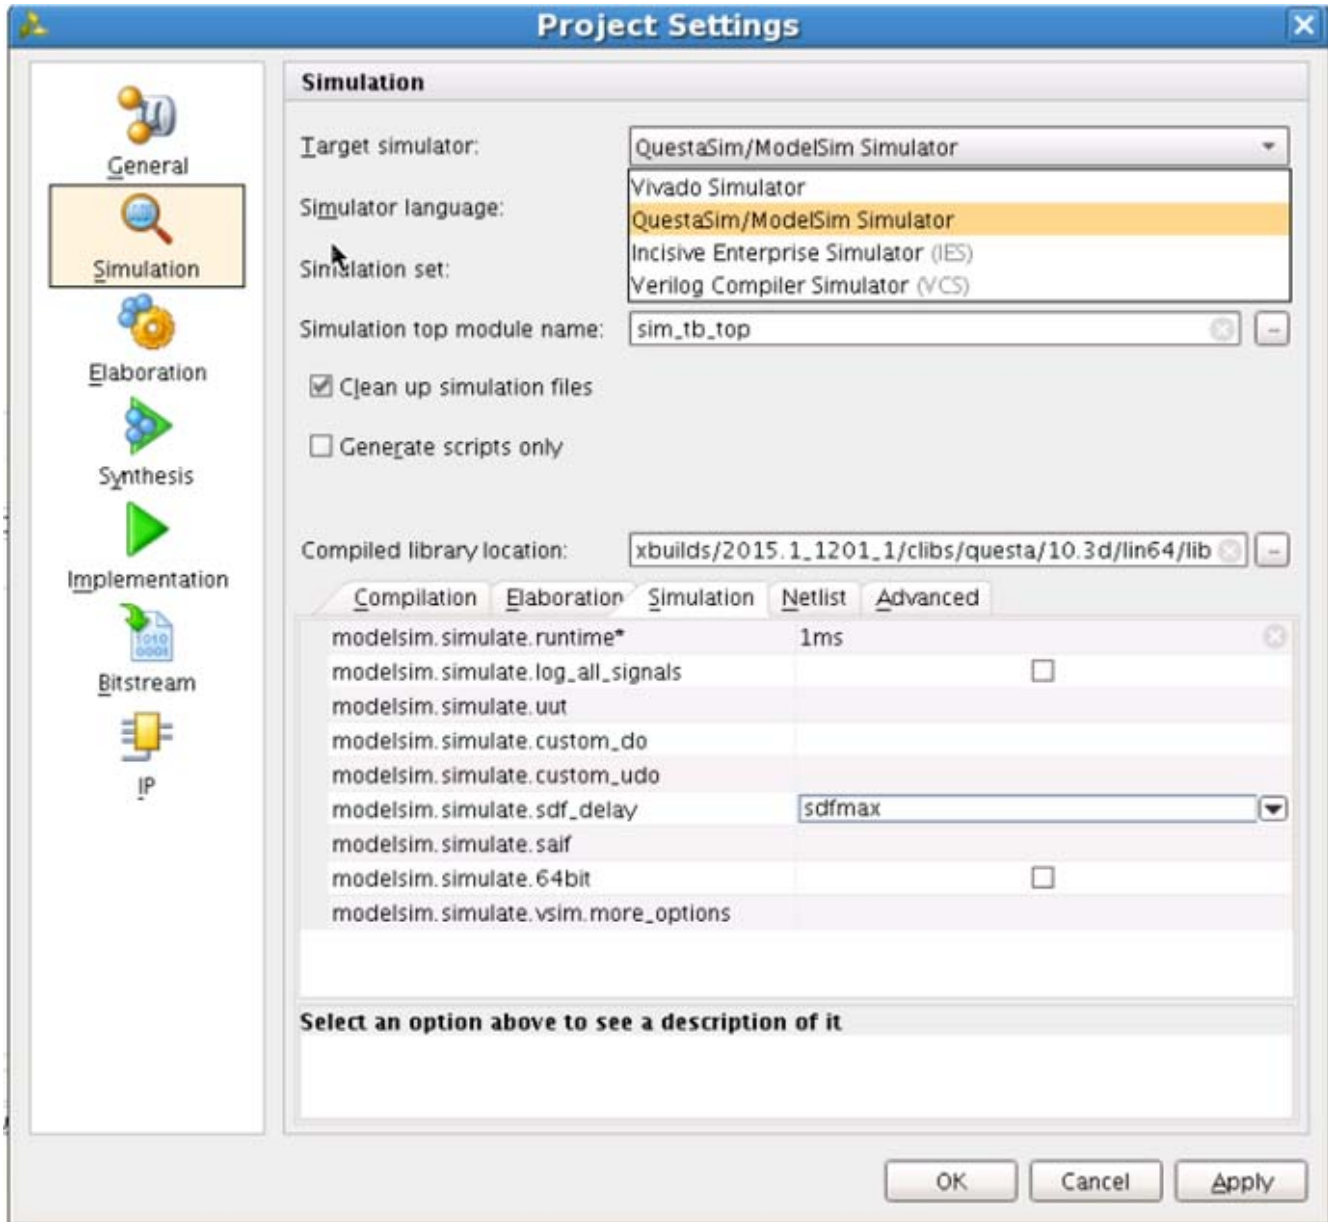 Project Settings
General
Simulation
Elaboration
Synthesis
Implementation
Bitstream
IP
Simulation
Target simulator: QuestaSim/ModelSim Simulator
Vivado Simulator
Simulator language: QuestaSim/ModelSim Simulator
Incisive Enterprise Simulator (IES)
Simulation set: Verilog Compiler Simulator (VCS)
Simulation top module name: sim_tb_top
Clean up simulation files
Generate scripts only
Compiled library location: xbuilds/2015.1_1201_1/clibs/questa/10.3d/lin64/lib
Compilation Elaboration Simulation Netlist Advanced
modelsim.simulate.runtime* 1ms
modelsim.simulate.log_all_signals
modelsim.simulate.uut
modelsim.simulate.custom_do
modelsim.simulate.custom_udo
modelsim.simulate.sdf_delay sdfmax
modelsim.simulate.saif
modelsim.simulate.64bit
modelsim.simulate.vsim.more_options
Select an option above to see a description of it
OK Cancel Apply